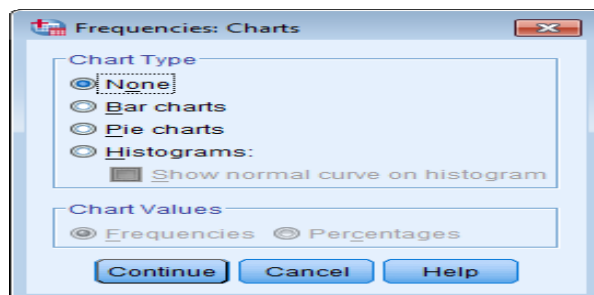 Frequencies: Charts
Chart Type
None
Bar charts
Pie charts
Histograms:
Show normal curve on histogram
Chart Values
Frequencies Percentages
Continue Cancel Help